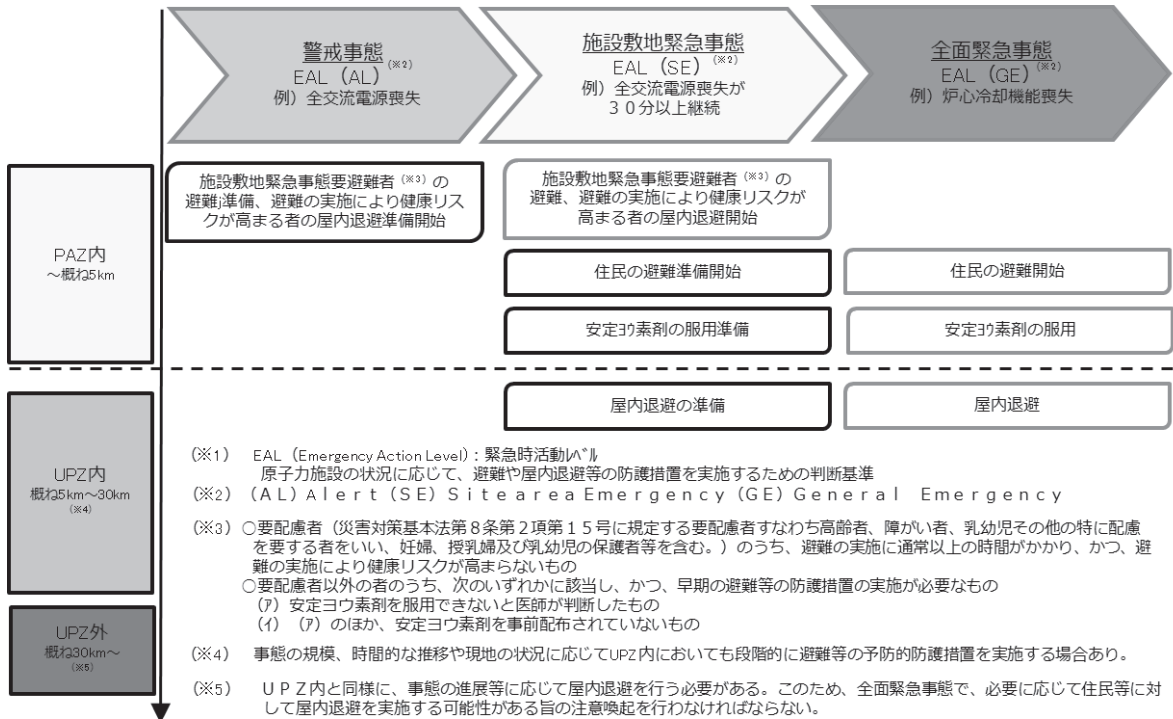 警戒事態
EAL（AL）(※2)
例）全交流電源喪失
施設敷地緊急事態
EAL（SE）(※2)
例）全交流電源喪失が
３０分以上継続
全面緊急事態
EAL（GE）(※2)
例）炉心冷却機能喪失
PAZ内
～概ね5km
施設敷地緊急事態要避難者（※3）の
避難j準備、避難の実施により健康リス
クが高まる者の屋内退避準備開始
施設敷地緊急事態要避難者（※3）の
避難、避難の実施により健康リスクが
高まる者の屋内退避開始
住民の避難準備開始
住民の避難開始
安定ﾖｳ素剤の服用準備
安定ﾖｳ素剤の服用
UPZ内
概ね5km～30km
(※4)
屋内退避の準備
屋内退避
UPZ外
概ね30km～
(※5)
(※1) EAL（Emergency Action Level）：緊急時活動ﾚﾍﾞﾙ
原子力施設の状況に応じて、避難や屋内退避等の防護措置を実施するための判断基準
(※2) （AL）Alert（SE）Sitearea Emergency（GE）General Emergency
(※3) ○要配慮者（災害対策基本法第８条第２項第１５号に規定する要配慮者すなわち高齢者、障がい者、乳幼児その他の特に配慮
を要する者をいい、妊婦、授乳婦及び乳幼児の保護者等を含む。）のうち、避難の実施に通常以上の時間がかかり、かつ、避
難の実施により健康リスクが高まらないもの
○要配慮者以外の者のうち、次のいずれかに該当し、かつ、早期の避難等の防護措置の実施が必要なもの
(ｱ) 安定ヨウ素剤を服用できないと医師が判断したもの
(ｲ) (ｱ) のほか、安定ヨウ素剤を事前配布されていないもの
(※4) 事態の規模、時間的な推移や現地の状況に応じてUPZ内においても段階的に避難等の予防的防護措置を実施する場合あり。
(※5) ＵＰＺ内と同様に、事態の進展等に応じて屋内退避を行う必要がある。このため、全面緊急事態で、必要に応じて住民等に対
して屋内退避を実施する可能性がある旨の注意喚起を行わなければならない。